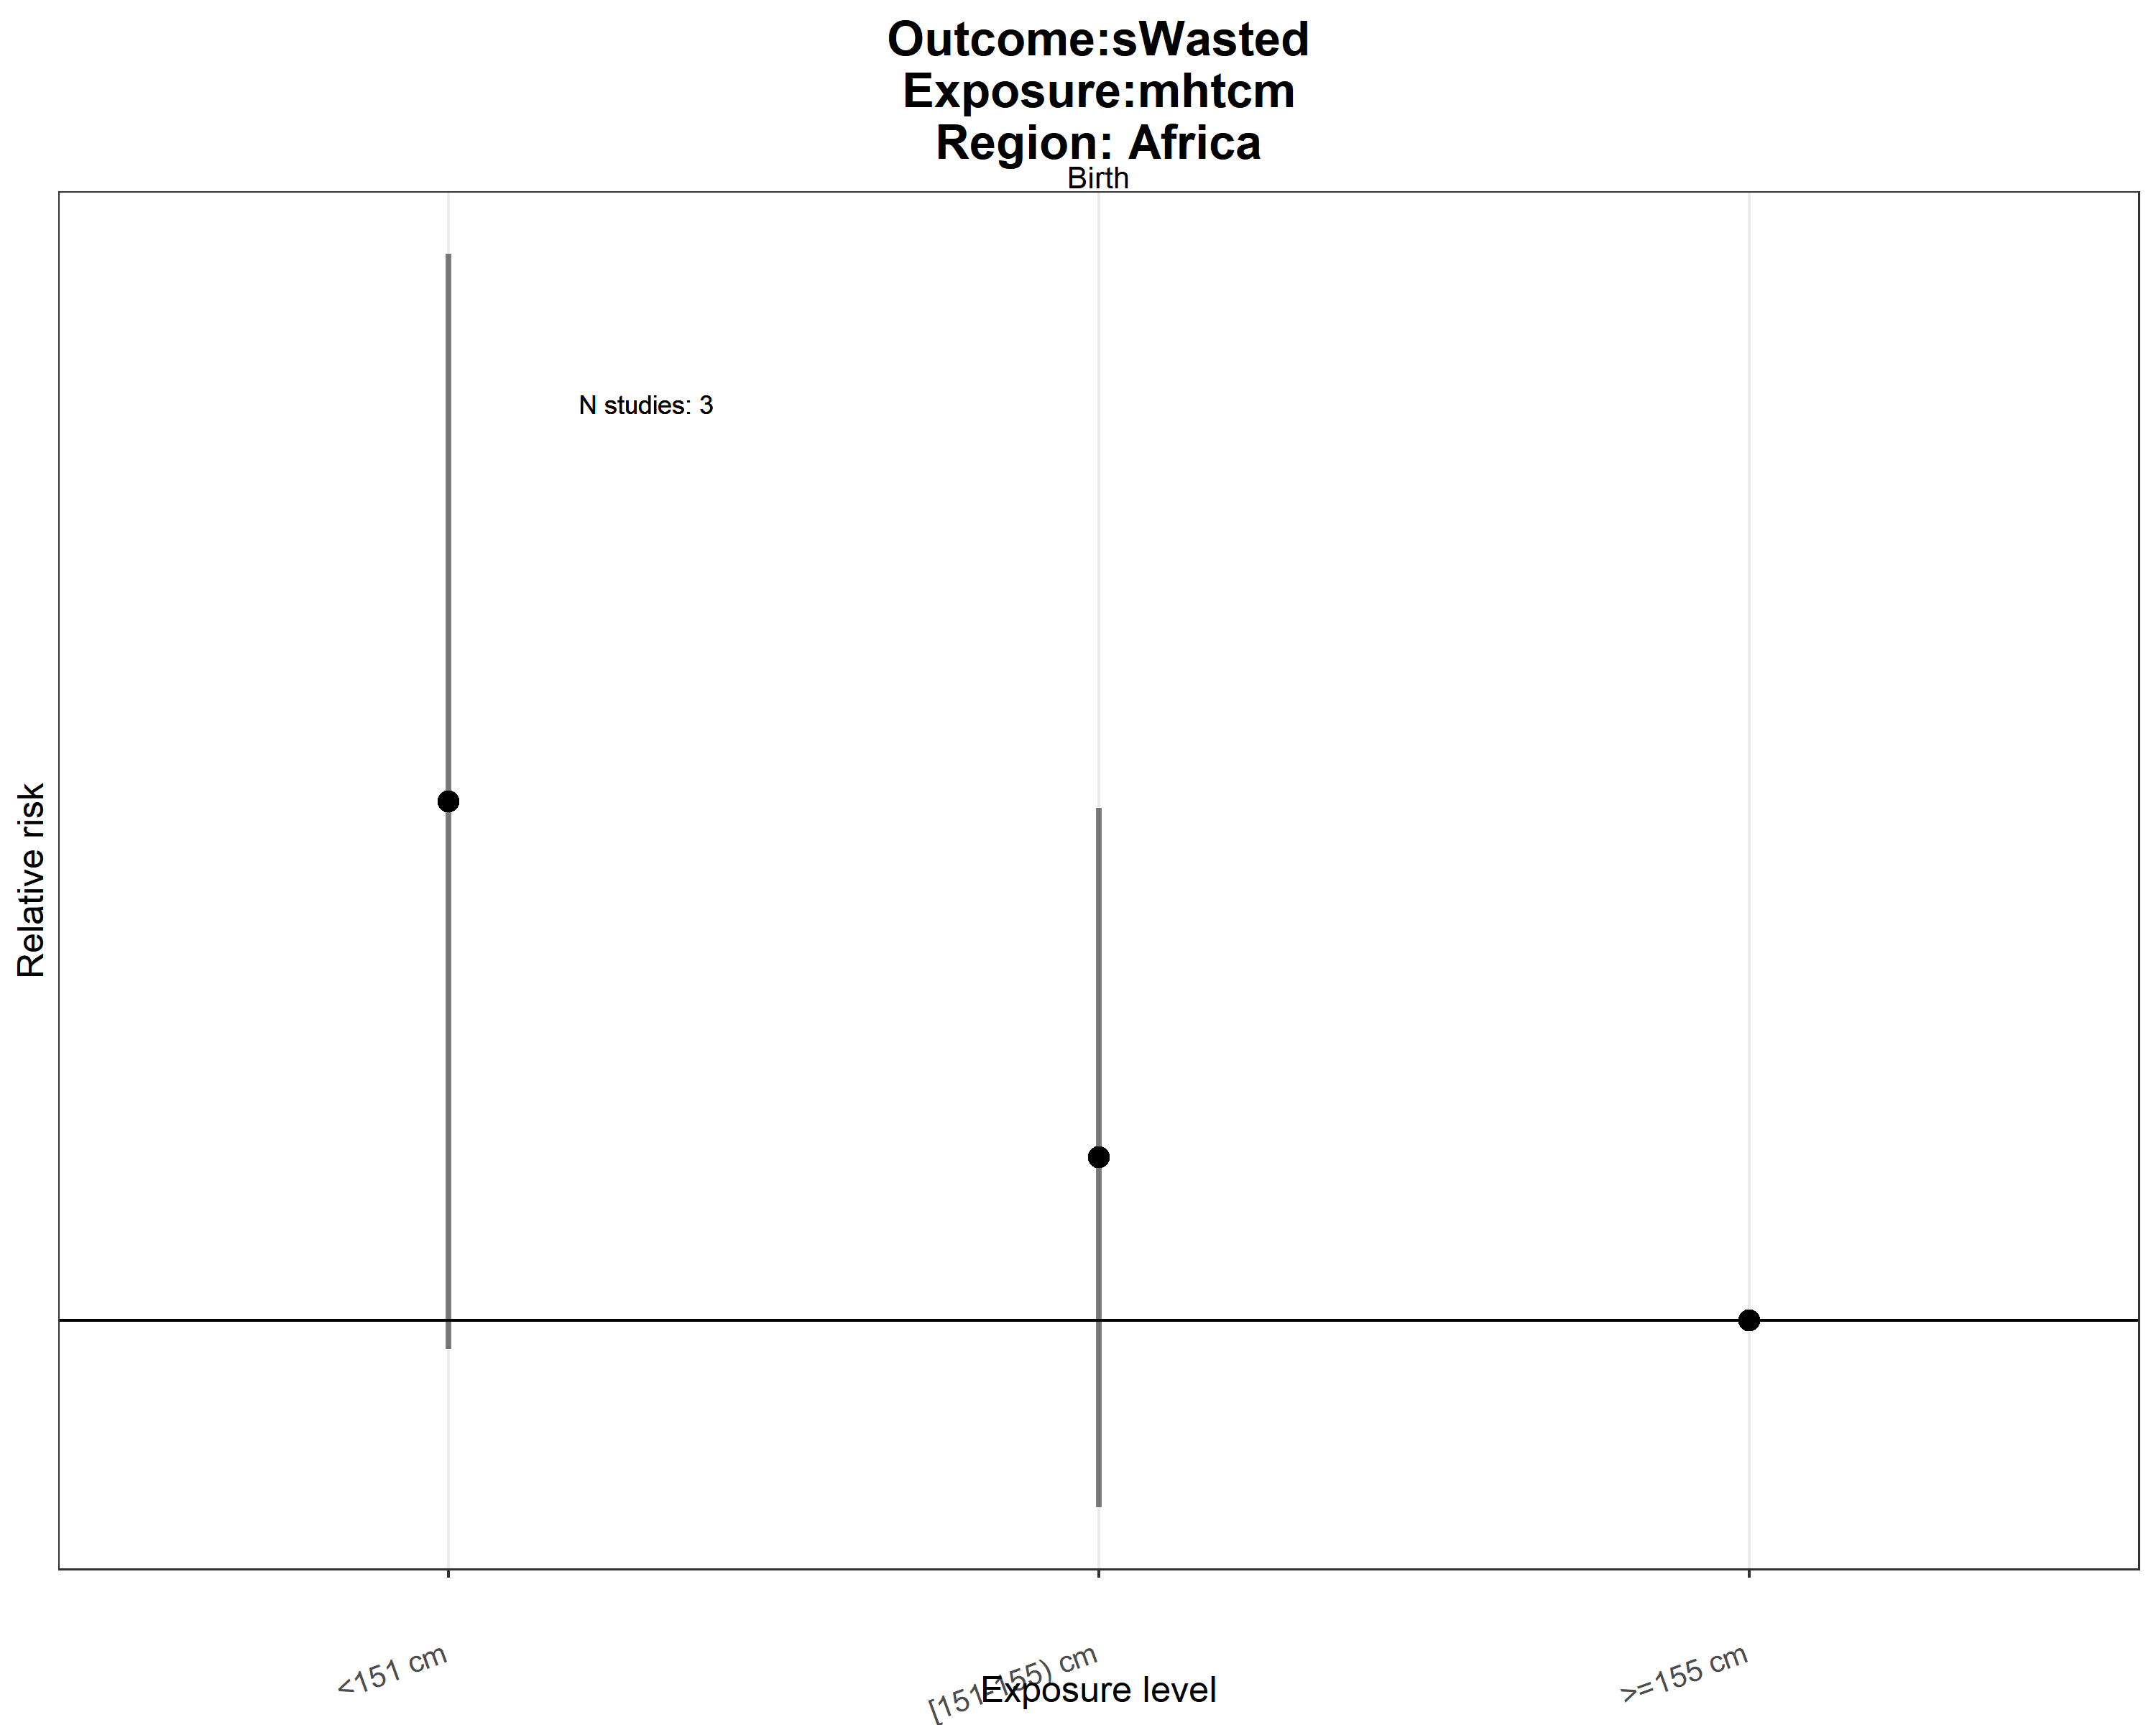 Outcome:sWasted
Exposure:mhtcm
Region: Africa
Birth
N studies: 3
Relative risk
<151 cm
[151-155) cm
>=155 cm
Exposure level